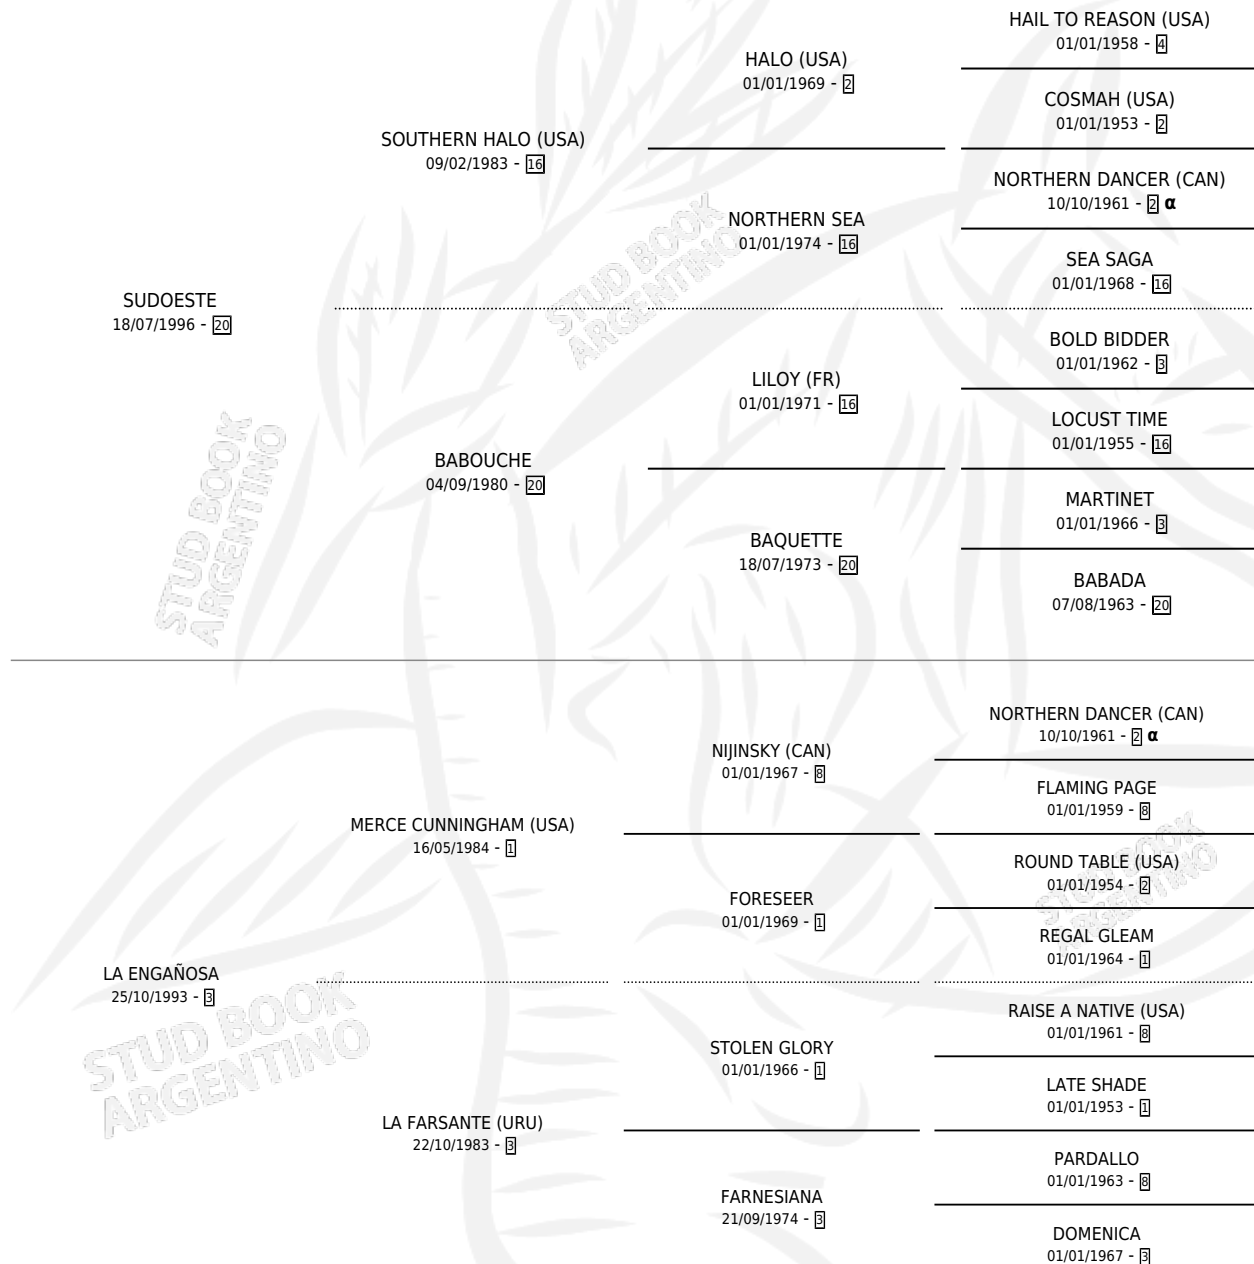 HAIL TO REASON (USA)
01/01/1958 - 4
HALO (USA)
01/01/1969 - 2
COSMAH (USA)
01/01/1953 - 2
SOUTHERN HALO (USA)
09/02/1983 - 16
NORTHERN DANCER (CAN)
10/10/1961 - 2 α
NORTHERN SEA
01/01/1974 - 16
SEA SAGA
01/01/1968 - 16
SUDOESTE
18/07/1996 - 20
BOLD BIDDER
01/01/1962 - 3
LILOY (FR)
01/01/1971 - 16
LOCUST TIME
01/01/1955 - 16
BABOUCHE
04/09/1980 - 20
MARTINET
01/01/1966 - 3
BAQUETTE
18/07/1973 - 20
BABADA
07/08/1963 - 20
NORTHERN DANCER (CAN)
10/10/1961 - 2 α
NIJINSKY (CAN)
01/01/1967 - 8
FLAMING PAGE
01/01/1959 - 8
MERCE CUNNINGHAM (USA)
16/05/1984 - 1
ROUND TABLE (USA)
01/01/1954 - 2
FORESEER
01/01/1969 - 1
REGAL GLEAM
01/01/1964 - 1
LA ENGAÑOSA
25/10/1993 - 3
RAISE A NATIVE (USA)
01/01/1961 - 8
STOLEN GLORY
01/01/1966 - 1
LATE SHADE
01/01/1953 - 1
LA FARSANTE (URU)
22/10/1983 - 3
PARDALLO
01/01/1963 - 8
FARNESIANA
21/09/1974 - 3
DOMENICA
01/01/1967 - 3
STUD BOOK
ARGENTINO
STUD BOOK
ARGENTINO
STUD BOOK
ARGENTINO
STUD BOOK
ARGENTINO